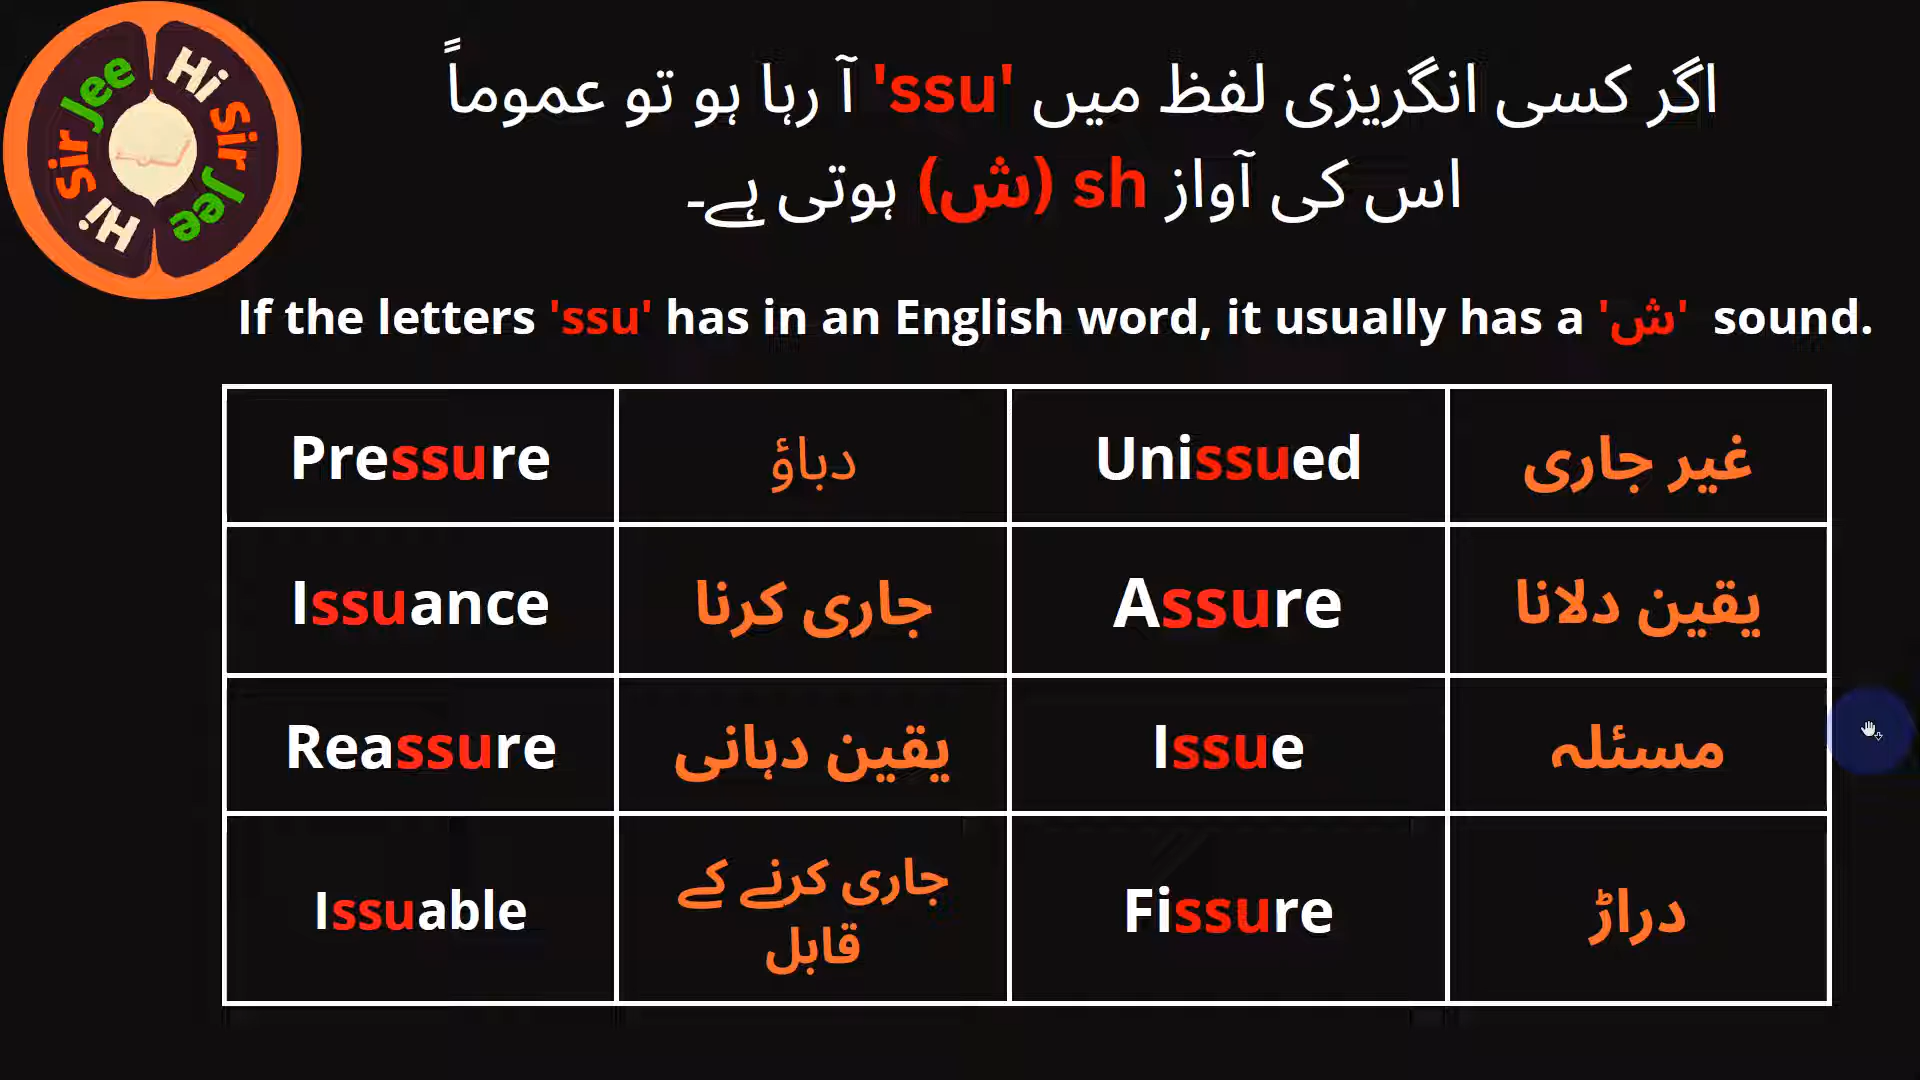 Hi Sir Jee
Hi Sir Jee
اگر کسی انگریزی لفظ میں 'ssu' آ رہا ہو تو عموماً
اس کی آواز sh (ش) ہوتی ہے۔
If the letters 'ssu' has in an English word, it usually has a 'ش' sound.
Pressure دباؤ Unissued غیر جاری
Issuance جاری کرنا Assure یقین دلانا
Reassure یقین دہانی Issue مسئلہ
Issuable جاری کرنے کے قابل Fissure دراڑ